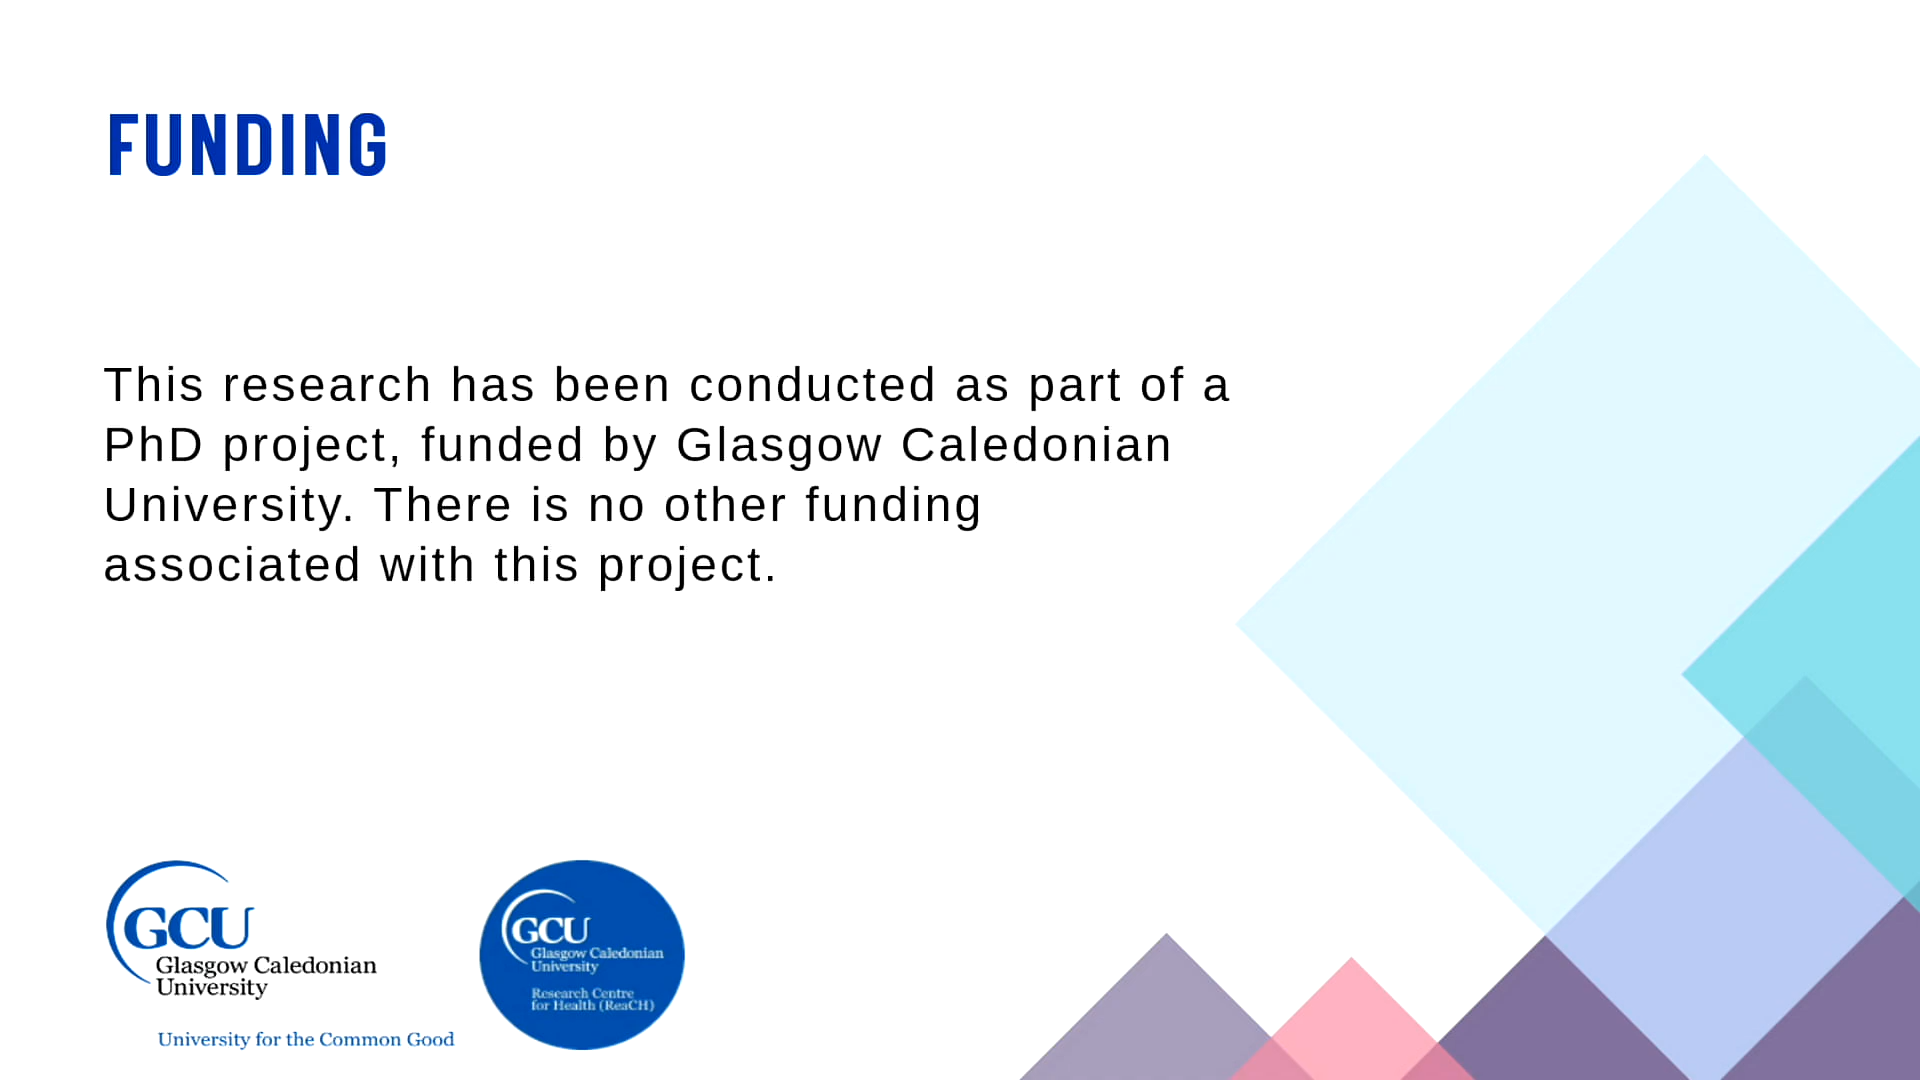 FUNDING
This research has been conducted as part of a
PhD project, funded by Glasgow Caledonian
University. There is no other funding
associated with this project.
GCU
Glasgow Caledonian
University
University for the Common Good
GCU
Glasgow Caledonian
University
Research Centre
for Health (ReaCH)